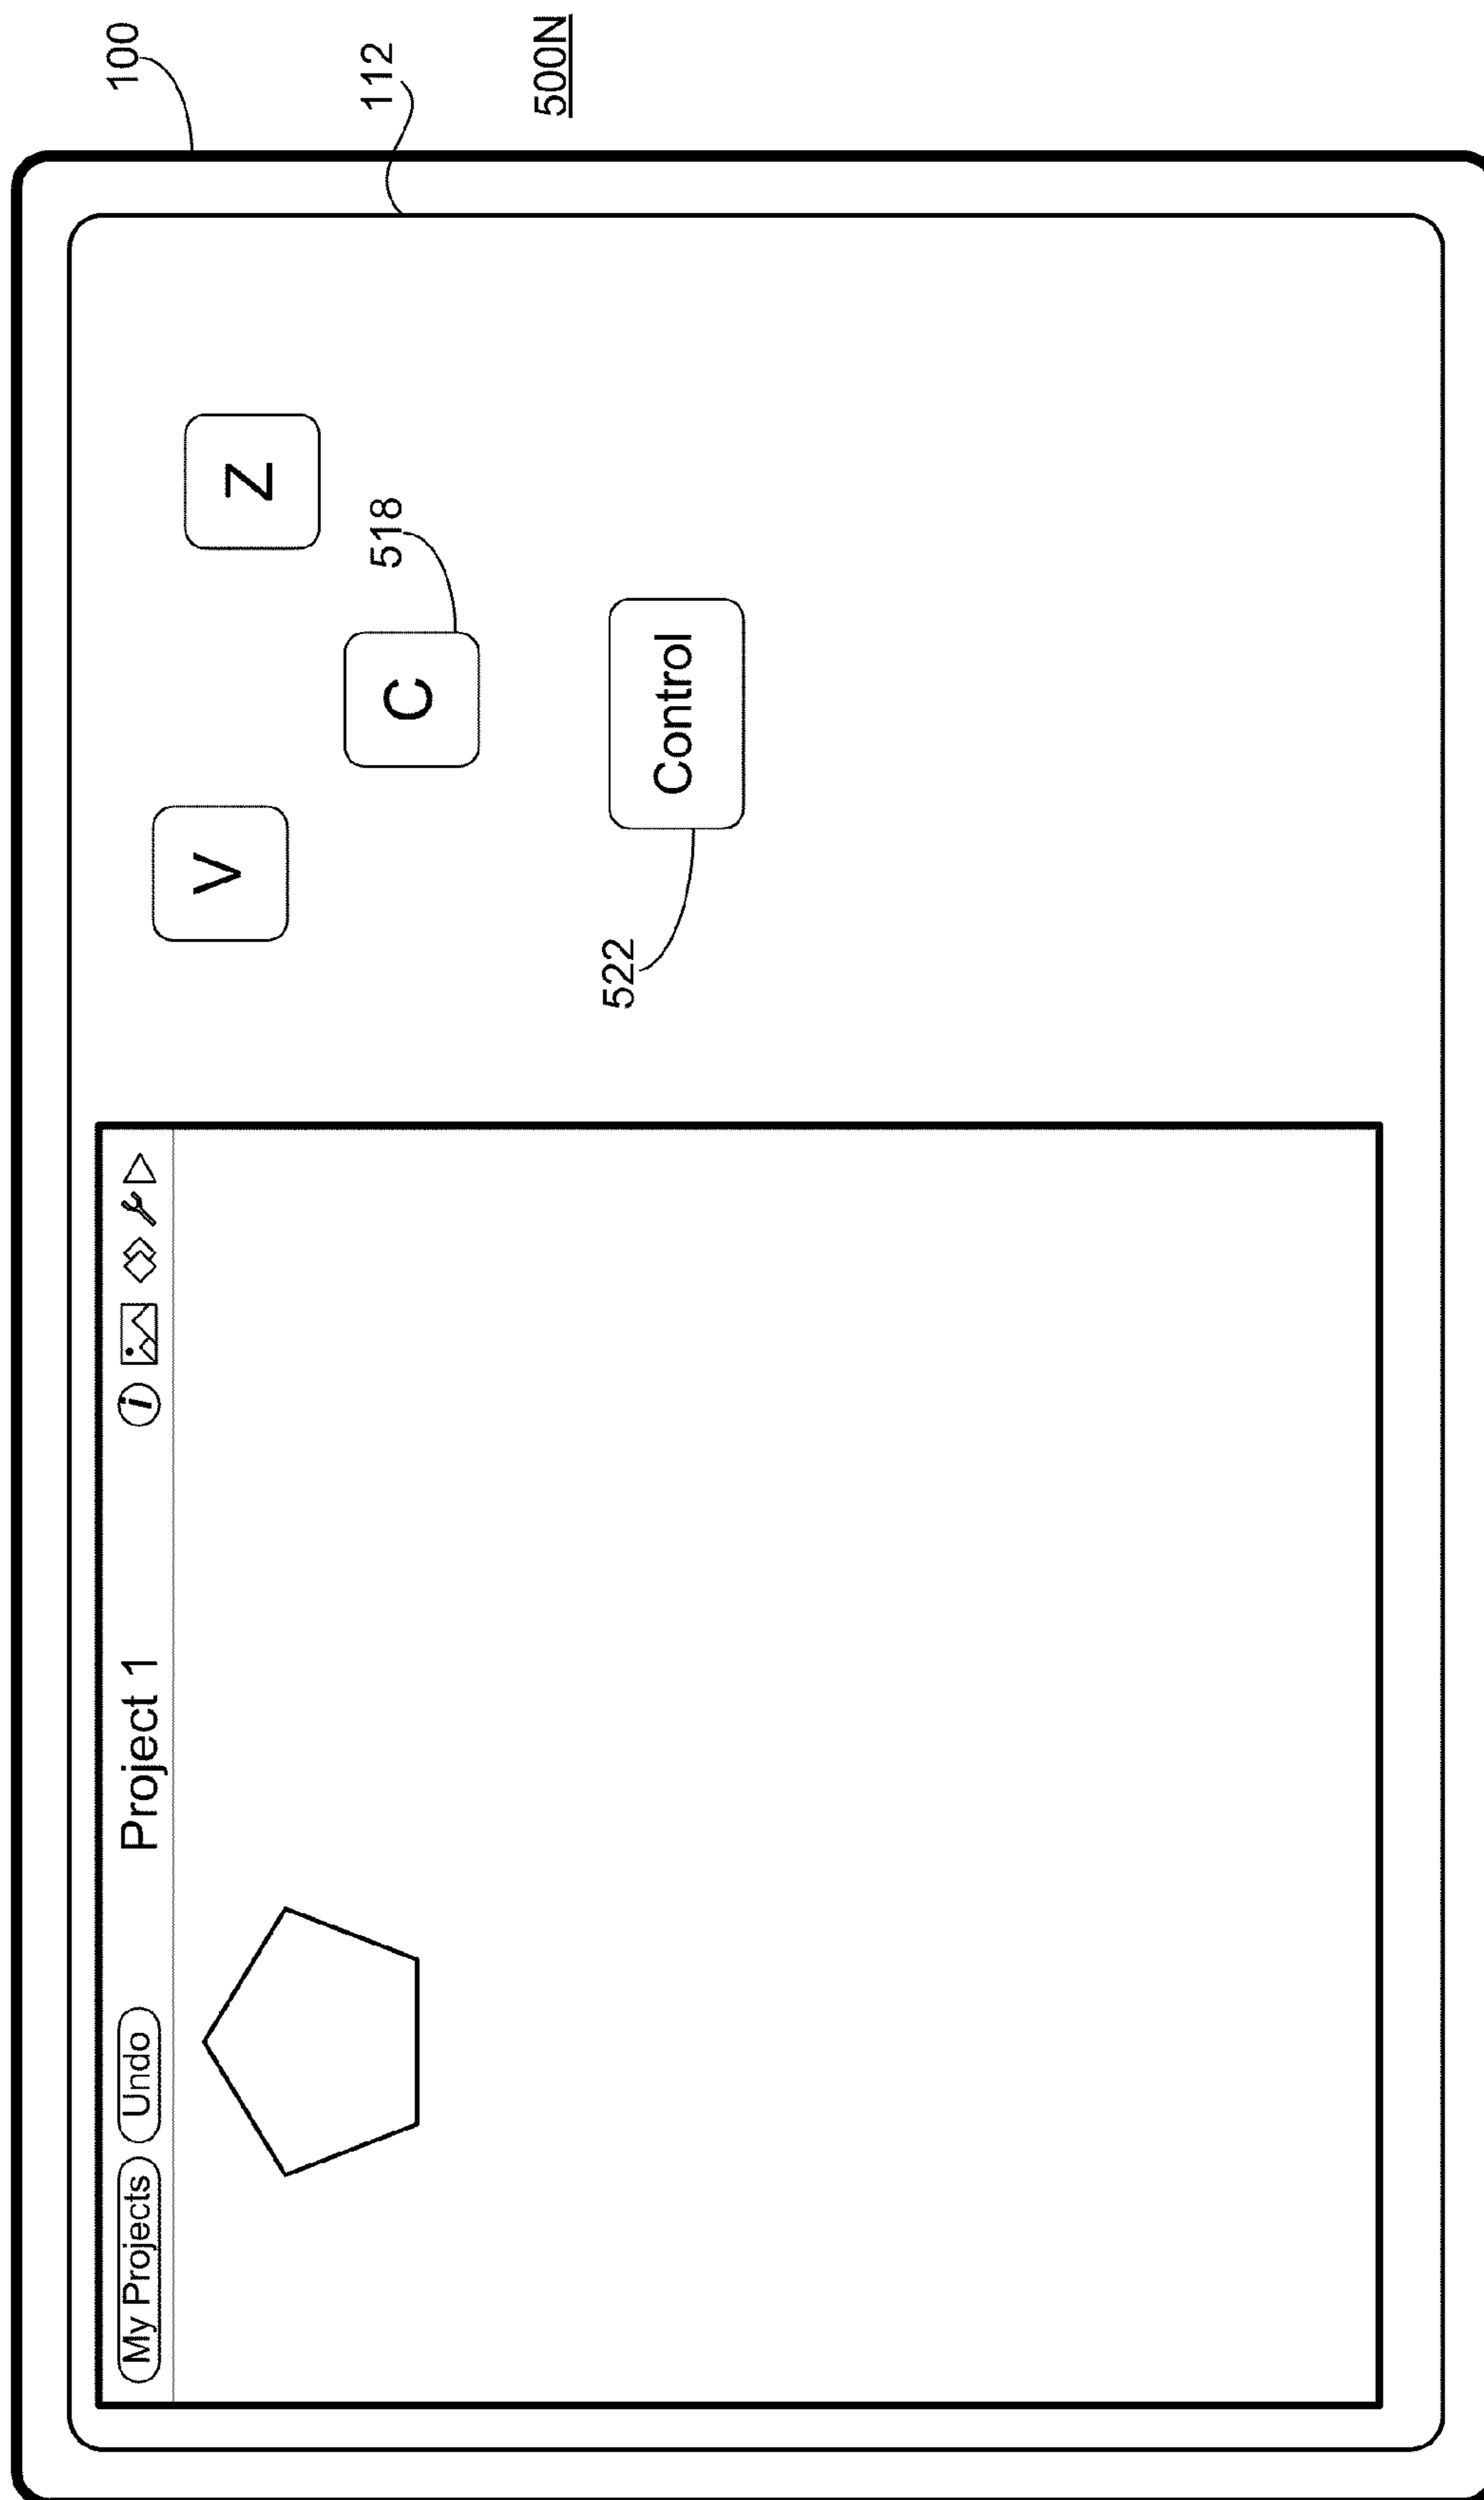 100
112
500N
My Projects
Undo
Project 1
i
V
C
Z
518
Control
522